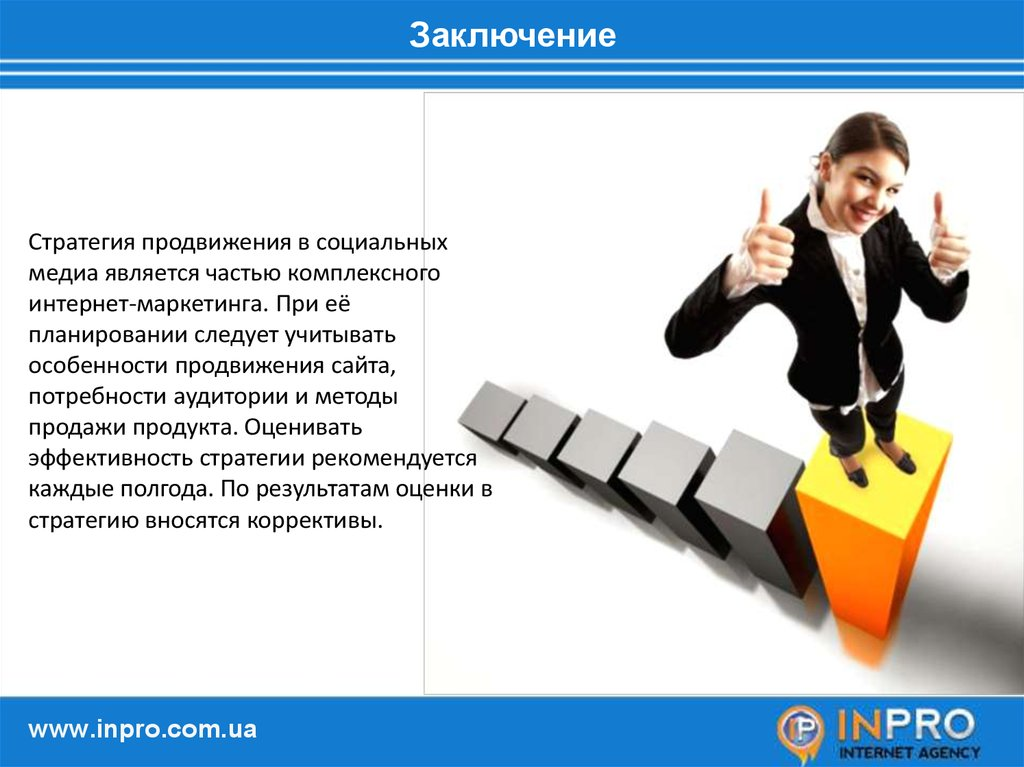 Заключение
Стратегия продвижения в социальных
медиа является частью комплексного
интернет-маркетинга. При её
планировании следует учитывать
особенности продвижения сайта,
потребности аудитории и методы
продажи продукта. Оценивать
эффективность стратегии рекомендуется
каждые полгода. По результатам оценки в
стратегию вносятся коррективы.
www.inpro.com.ua
IP INPRO
INTERNET AGENCY